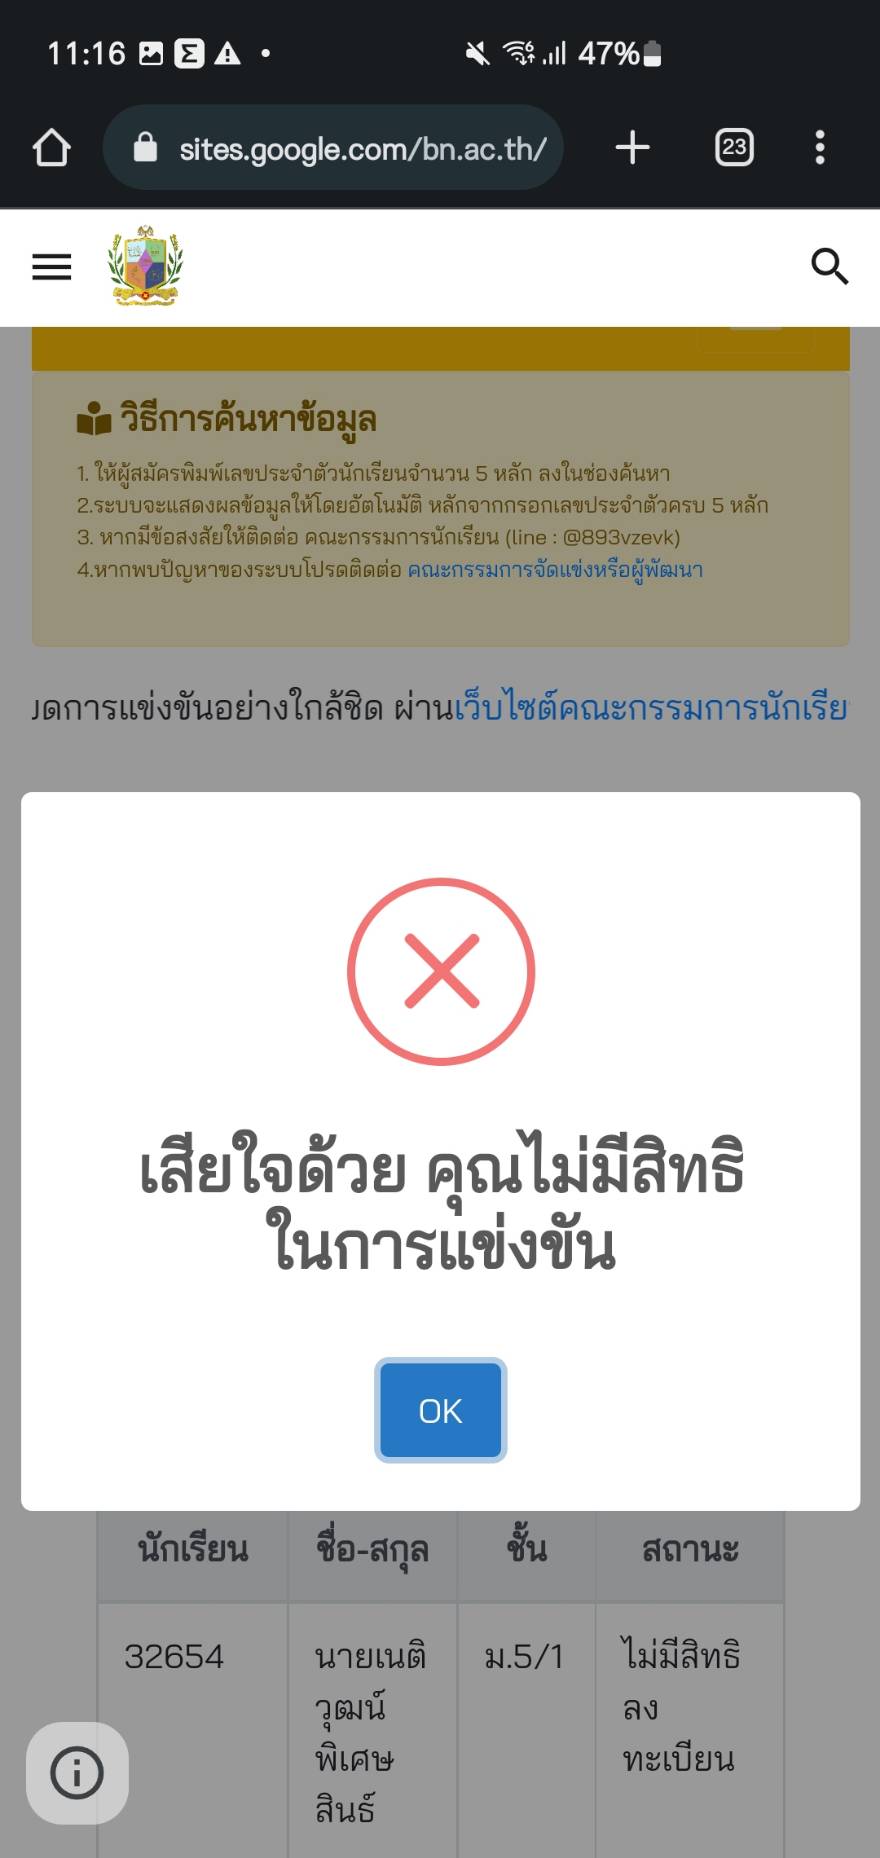 11:16
47%
sites.google.com/bn.ac.th/
23
วิธีการค้นหาข้อมูล
1. ให้ผู้สมัครพิมพ์เลขประจำตัวนักเรียนจำนวน 5 หลัก ลงในช่องค้นหา
2.ระบบจะแสดงผลข้อมูลให้โดยอัตโนมัติ หลักจากกรอกเลขประจำตัวครบ 5 หลัก
3. หากมีข้อสงสัยให้ติดต่อ คณะกรรมการนักเรียน (line : @893vzevk)
4.หากพบปัญหาของระบบโปรดติดต่อ คณะกรรมการจัดแข่งหรือผู้พัฒนา
ดการแข่งขันอย่างใกล้ชิด ผ่านเว็บไซต์คณะกรรมการนักเรีย
เสียใจด้วย คุณไม่มีสิทธิ
ในการแข่งขัน
OK
นักเรียน ชื่อ-สกุล ชั้น สถานะ
32654 นายเนติ ม.5/1 ไม่มีสิทธิ
วุฒน์ ลง
พิเศษ ทะเบียน
สินธ์